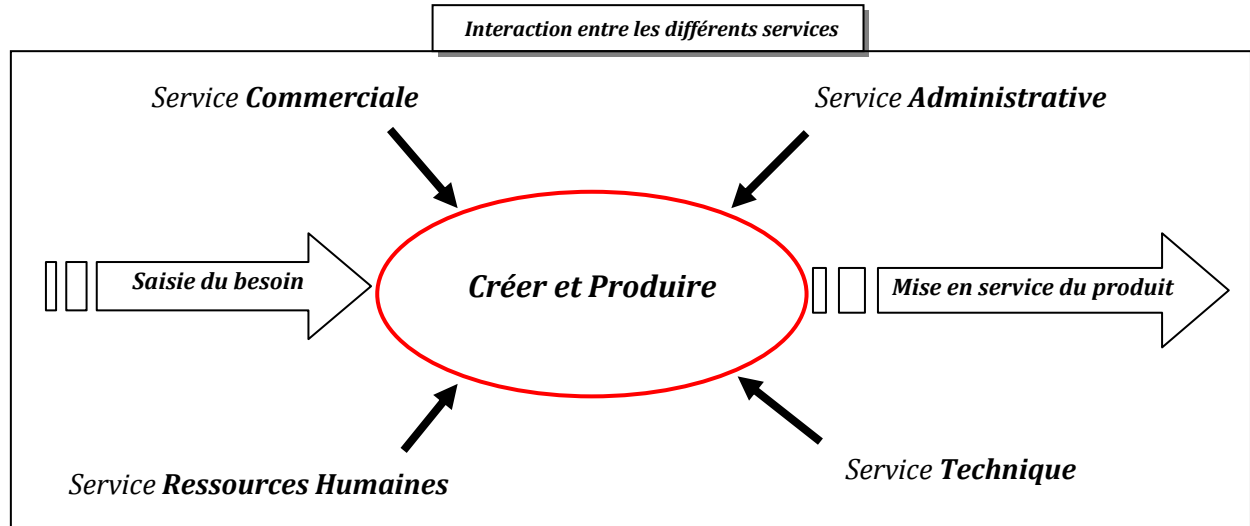 Interaction entre les différents services
Service Commerciale
Service Administrative
Saisie du besoin
Créer et Produire
Mise en service du produit
Service Ressources Humaines
Service Technique